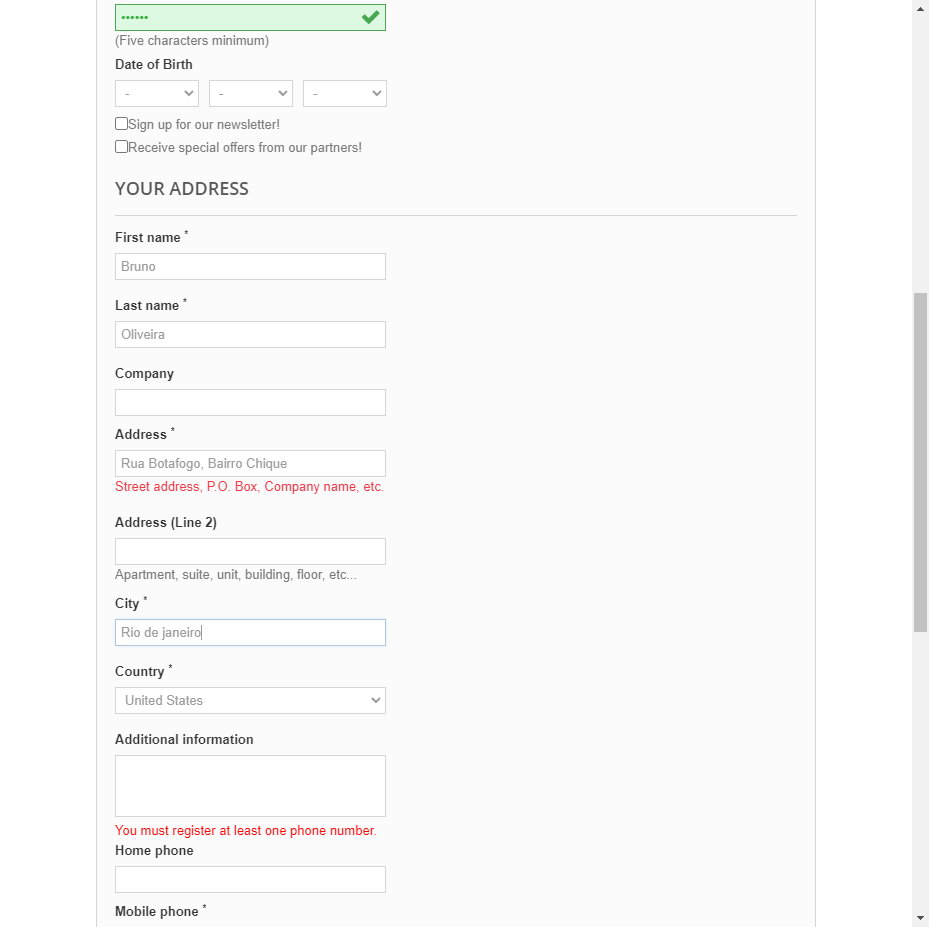 ••••••
(Five characters minimum)
Date of Birth
- - -
Sign up for our newsletter!
Receive special offers from our partners!
YOUR ADDRESS
First name *
Bruno
Last name *
Oliveira
Company
Address *
Rua Botafogo, Bairro Chique
Street address, P.O. Box, Company name, etc.
Address (Line 2)
Apartment, suite, unit, building, floor, etc...
City *
Rio de janeiro
Country *
United States
Additional information
You must register at least one phone number.
Home phone
Mobile phone *